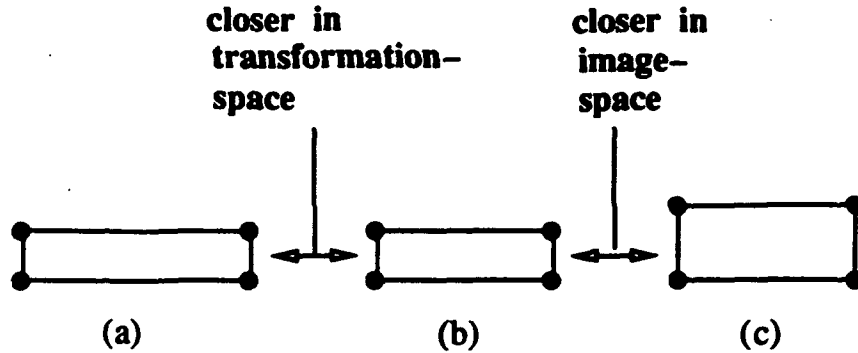 closer in
transformation–
space
closer in
image–
space
(a)
(b)
(c)